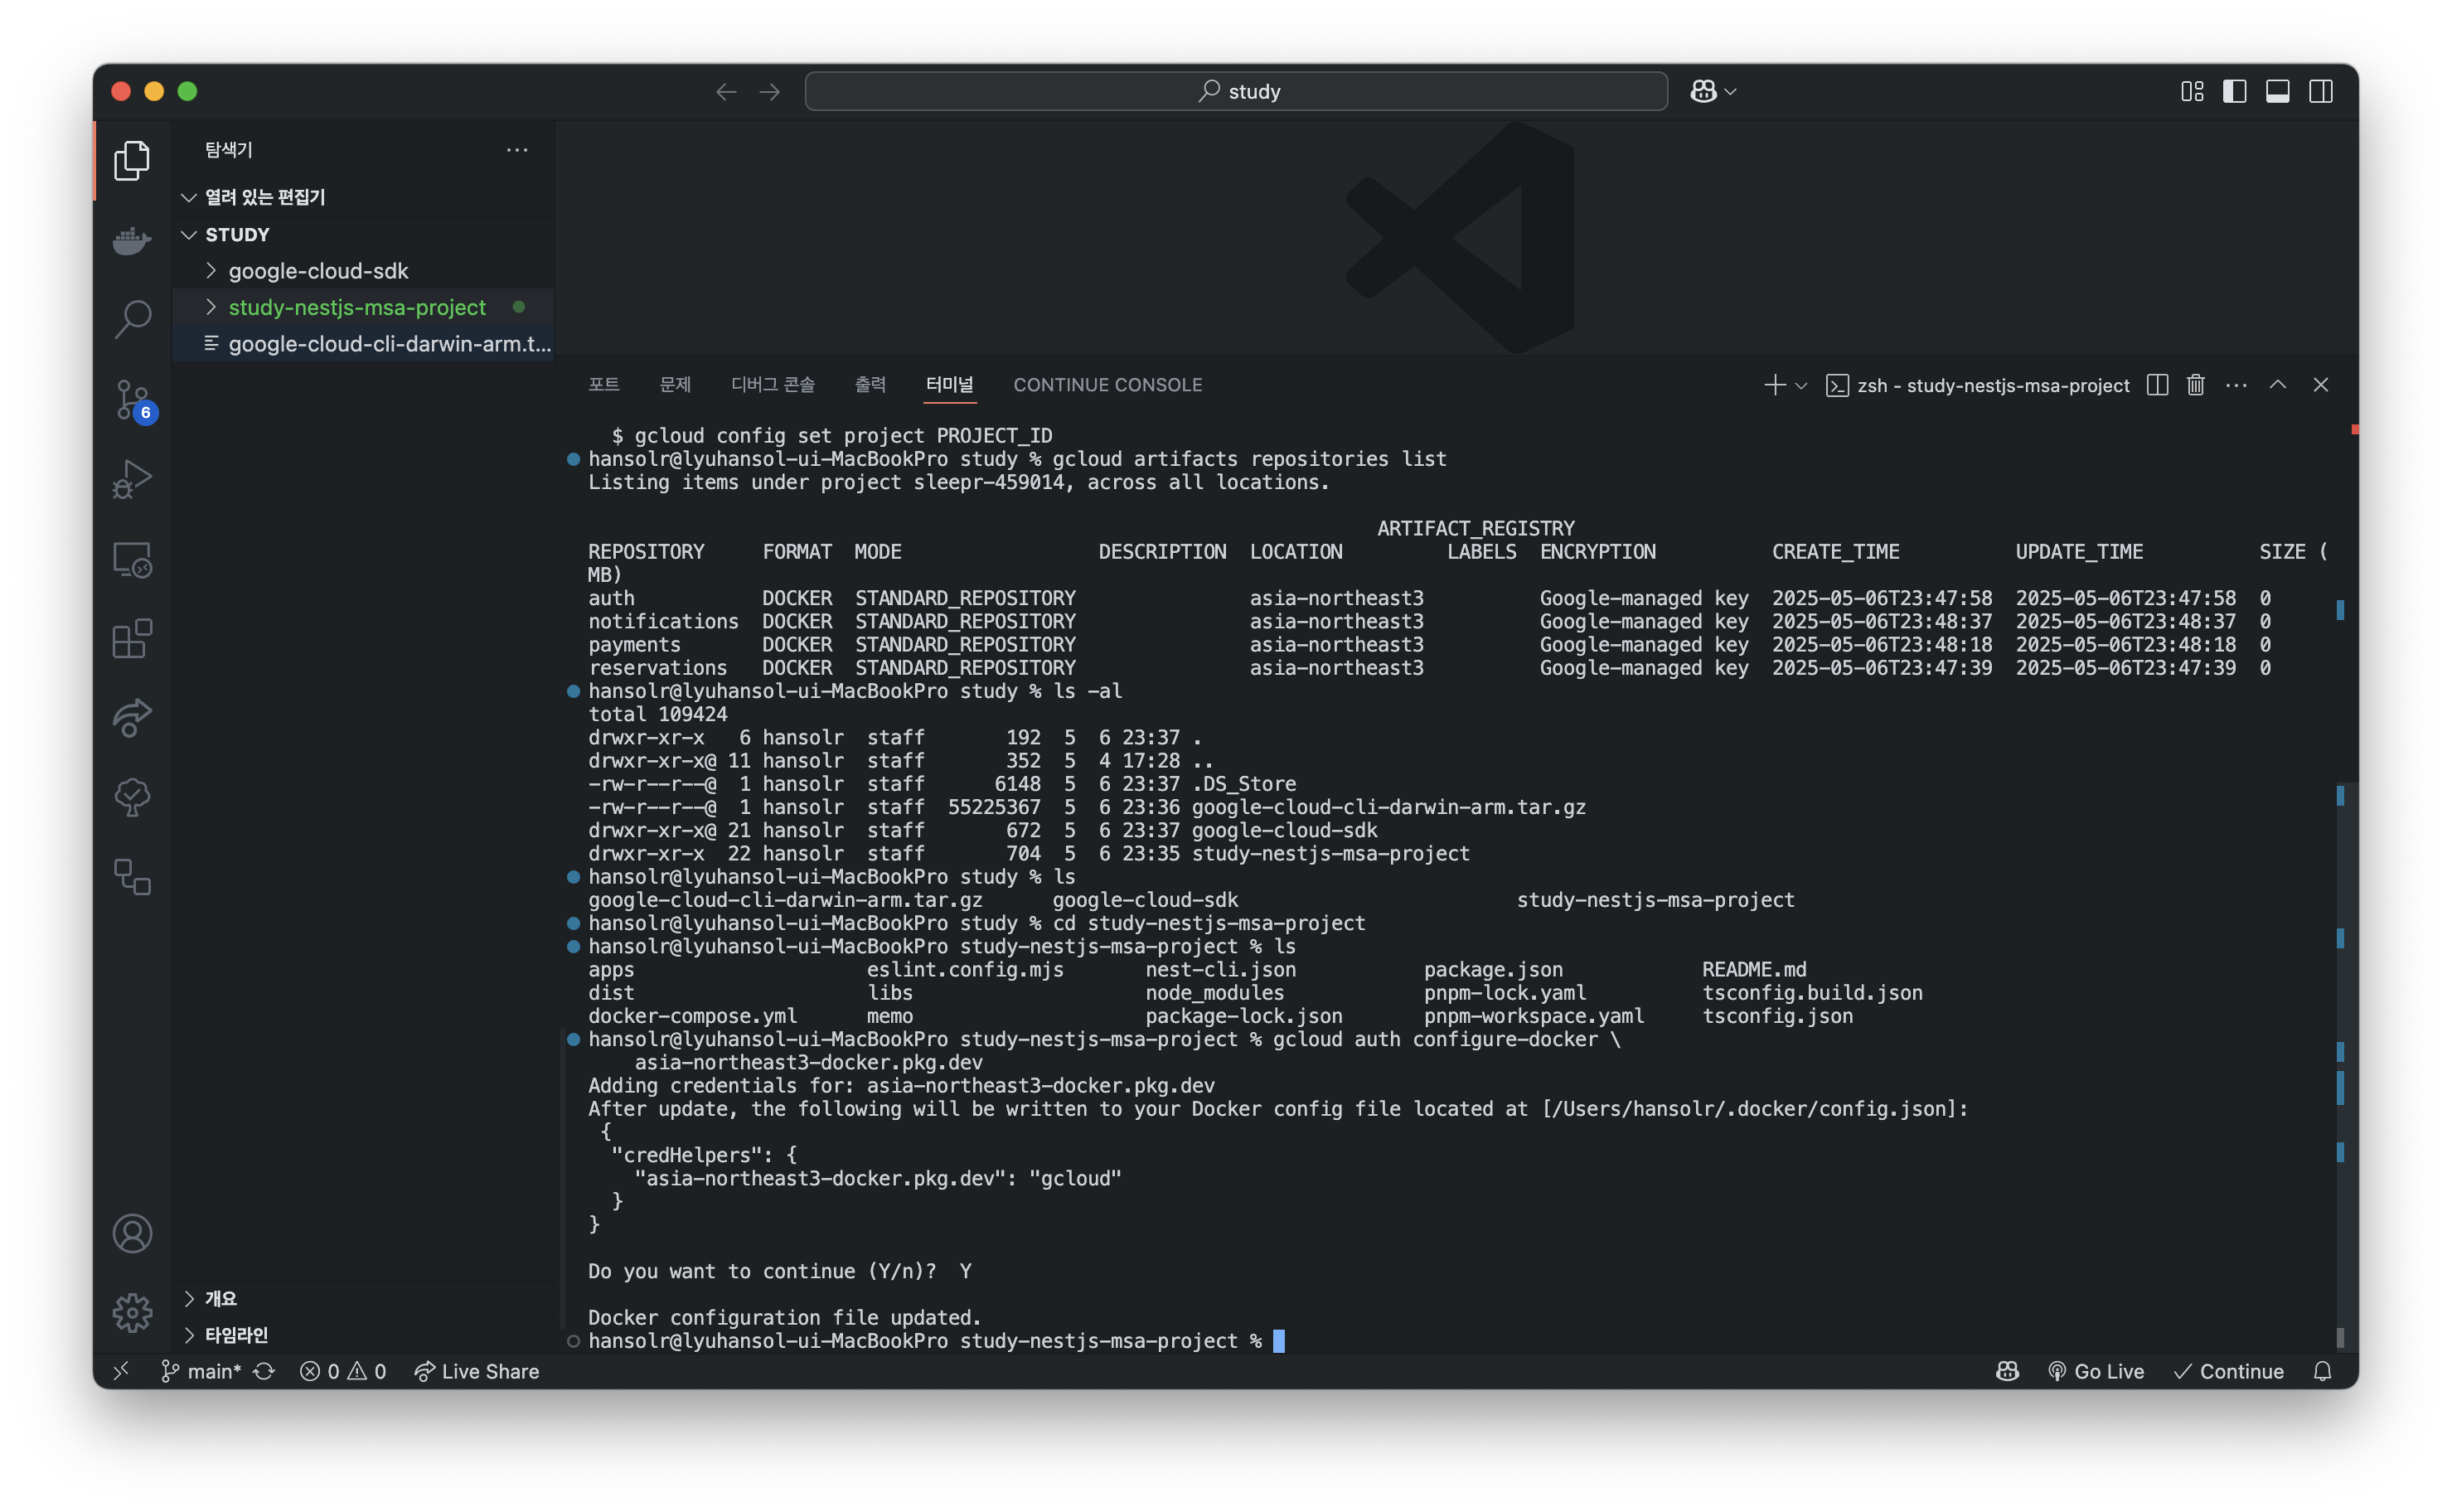 study
탐색기
열려 있는 편집기
STUDY
google-cloud-sdk
study-nestjs-msa-project
google-cloud-cli-darwin-arm.t...
6
포트 문제 디버그 콘솔 출력 터미널 CONTINUE CONSOLE
zsh - study-nestjs-msa-project
$ gcloud config set project PROJECT_ID
hansolr@lyuhansol-ui-MacBookPro study % gcloud artifacts repositories list
Listing items under project sleepr-459014, across all locations.
ARTIFACT_REGISTRY
REPOSITORY FORMAT MODE DESCRIPTION LOCATION LABELS ENCRYPTION CREATE_TIME UPDATE_TIME SIZE (
MB)
auth DOCKER STANDARD_REPOSITORY asia-northeast3 Google-managed key 2025-05-06T23:47:58 2025-05-06T23:47:58 0
notifications DOCKER STANDARD_REPOSITORY asia-northeast3 Google-managed key 2025-05-06T23:48:37 2025-05-06T23:48:37 0
payments DOCKER STANDARD_REPOSITORY asia-northeast3 Google-managed key 2025-05-06T23:48:18 2025-05-06T23:48:18 0
reservations DOCKER STANDARD_REPOSITORY asia-northeast3 Google-managed key 2025-05-06T23:47:39 2025-05-06T23:47:39 0
hansolr@lyuhansol-ui-MacBookPro study % ls -al
total 109424
drwxr-xr-x 6 hansolr staff 192 5 6 23:37 .
drwxr-xr-x@ 11 hansolr staff 352 5 4 17:28 ..
-rw-r--r--@ 1 hansolr staff 6148 5 6 23:37 .DS_Store
-rw-r--r--@ 1 hansolr staff 55225367 5 6 23:36 google-cloud-cli-darwin-arm.tar.gz
drwxr-xr-x@ 21 hansolr staff 672 5 6 23:37 google-cloud-sdk
drwxr-xr-x 22 hansolr staff 704 5 6 23:35 study-nestjs-msa-project
hansolr@lyuhansol-ui-MacBookPro study % ls
google-cloud-cli-darwin-arm.tar.gz google-cloud-sdk study-nestjs-msa-project
hansolr@lyuhansol-ui-MacBookPro study % cd study-nestjs-msa-project
hansolr@lyuhansol-ui-MacBookPro study-nestjs-msa-project % ls
apps eslint.config.mjs nest-cli.json package.json README.md
dist libs node_modules pnpm-lock.yaml tsconfig.build.json
docker-compose.yml memo package-lock.json pnpm-workspace.yaml tsconfig.json
hansolr@lyuhansol-ui-MacBookPro study-nestjs-msa-project % gcloud auth configure-docker \
asia-northeast3-docker.pkg.dev
Adding credentials for: asia-northeast3-docker.pkg.dev
After update, the following will be written to your Docker config file located at [/Users/hansolr/.docker/config.json]:
{
"credHelpers": {
"asia-northeast3-docker.pkg.dev": "gcloud"
}
}
Do you want to continue (Y/n)? Y
Docker configuration file updated.
hansolr@lyuhansol-ui-MacBookPro study-nestjs-msa-project %
개요
타임라인
main* 0 0 Live Share Go Live Continue